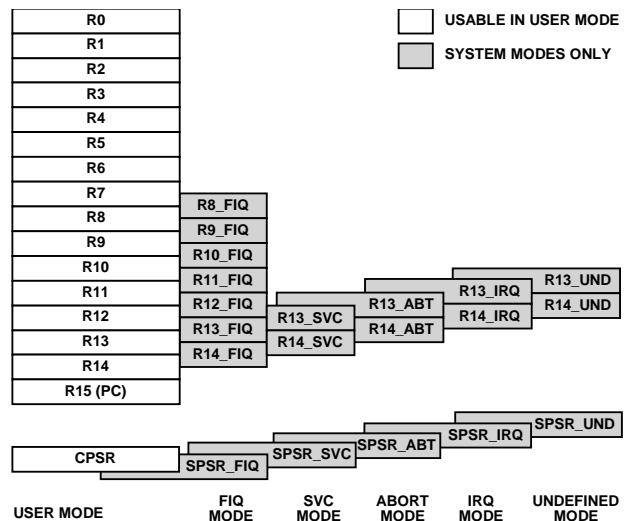 R0
R1
R2
R3
R4
R5
R6
R7
R8
R9
R10
R11
R12
R13
R14
R15 (PC)
R8_FIQ
R9_FIQ
R10_FIQ
R11_FIQ
R12_FIQ
R13_FIQ
R14_FIQ
R13_SVC
R14_SVC
R13_ABT
R14_ABT
R13_IRQ
R14_IRQ
R13_UND
R14_UND
USABLE IN USER MODE
SYSTEM MODES ONLY
CPSR
SPSR_FIQ
SPSR_SVC
SPSR_ABT
SPSR_IRQ
SPSR_UND
USER MODE
FIQ
MODE
SVC
MODE
ABORT
MODE
IRQ
MODE
UNDEFINED
MODE